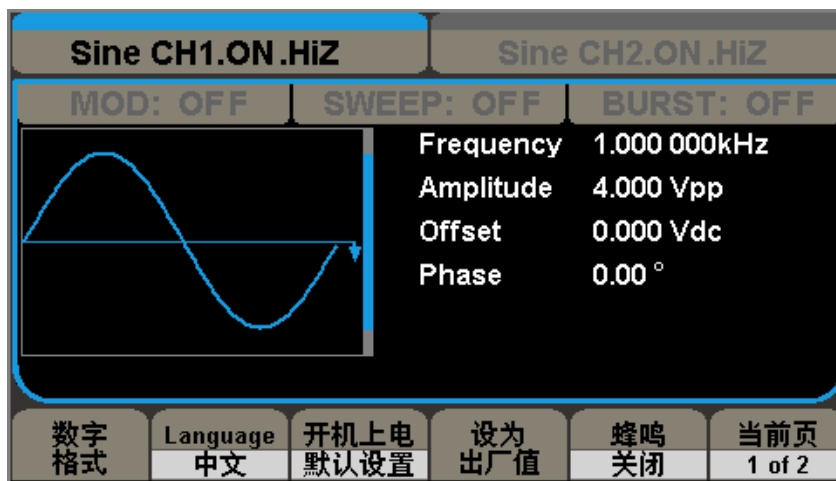 Sine CH1.ON.HiZ
Sine CH2.ON.HiZ
MOD: OFF
SWEEP: OFF
BURST: OFF
Frequency 1.000 000kHz
Amplitude 4.000 Vpp
Offset 0.000 Vdc
Phase 0.00 °
数字
格式
Language
中文
开机上电
默认设置
设为
出厂值
蜂鸣
关闭
当前页
1 of 2